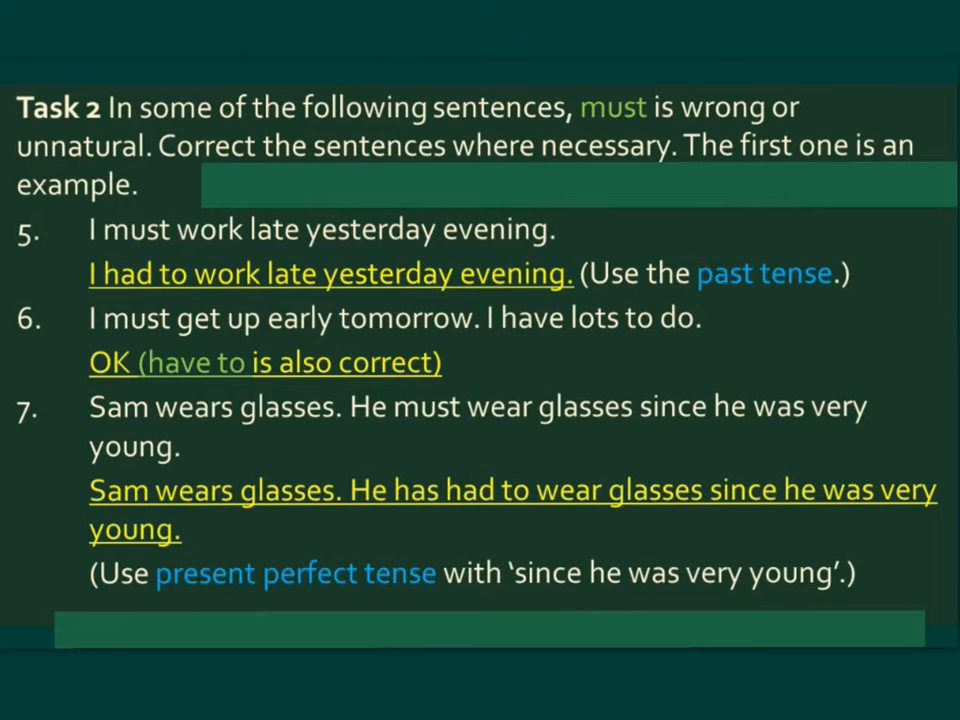 Task 2 In some of the following sentences, must is wrong or
unnatural. Correct the sentences where necessary. The first one is an
example.
5. I must work late yesterday evening.
I had to work late yesterday evening. (Use the past tense.)
6. I must get up early tomorrow. I have lots to do.
OK (have to is also correct)
7. Sam wears glasses. He must wear glasses since he was very
young.
Sam wears glasses. He has had to wear glasses since he was very
young.
(Use present perfect tense with ‘since he was very young’.)